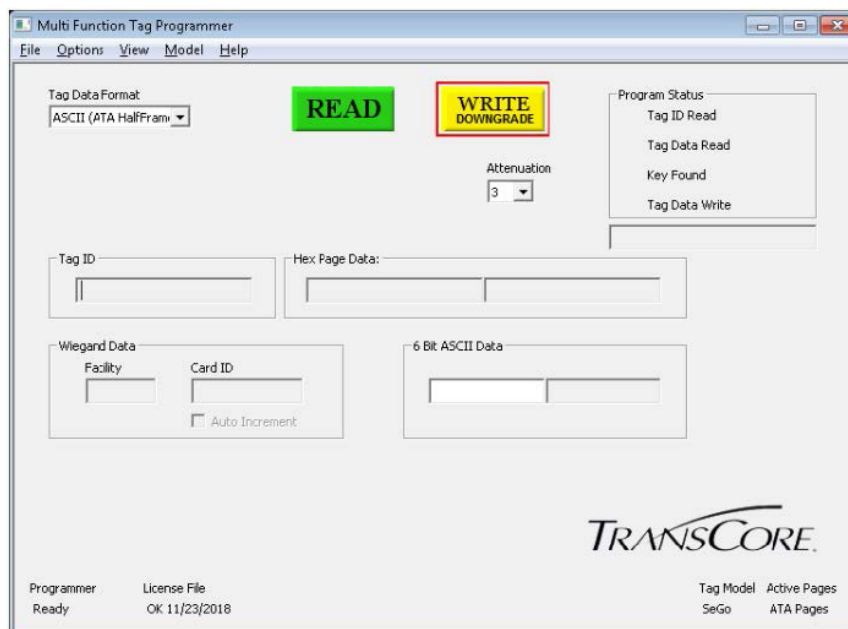 Multi Function Tag Programmer
File Options View Model Help
Tag Data Format
ASCII (ATA HalfFram
READ
WRITE
DOWNGRADE
Attenuation
3
Program Status
Tag ID Read
Tag Data Read
Key Found
Tag Data Write
Tag ID
Hex Page Data:
Wiegand Data
Facility Card ID
Auto Increment
6 Bit ASCII Data
TRANSCORE.
Programmer License File
Ready OK 11/23/2018
Tag Model Active Pages
SeGo ATA Pages